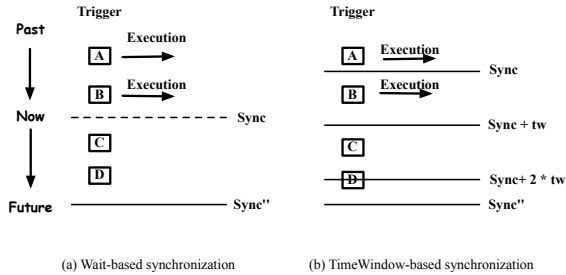 Trigger
Past
Execution
A
Execution
B
Now
Sync
C
D
Future
Sync"
(a) Wait-based synchronization
Trigger
Execution
A
Sync
Execution
B
Sync + tw
C
D
Sync+ 2 * tw
Sync"
(b) TimeWindow-based synchronization